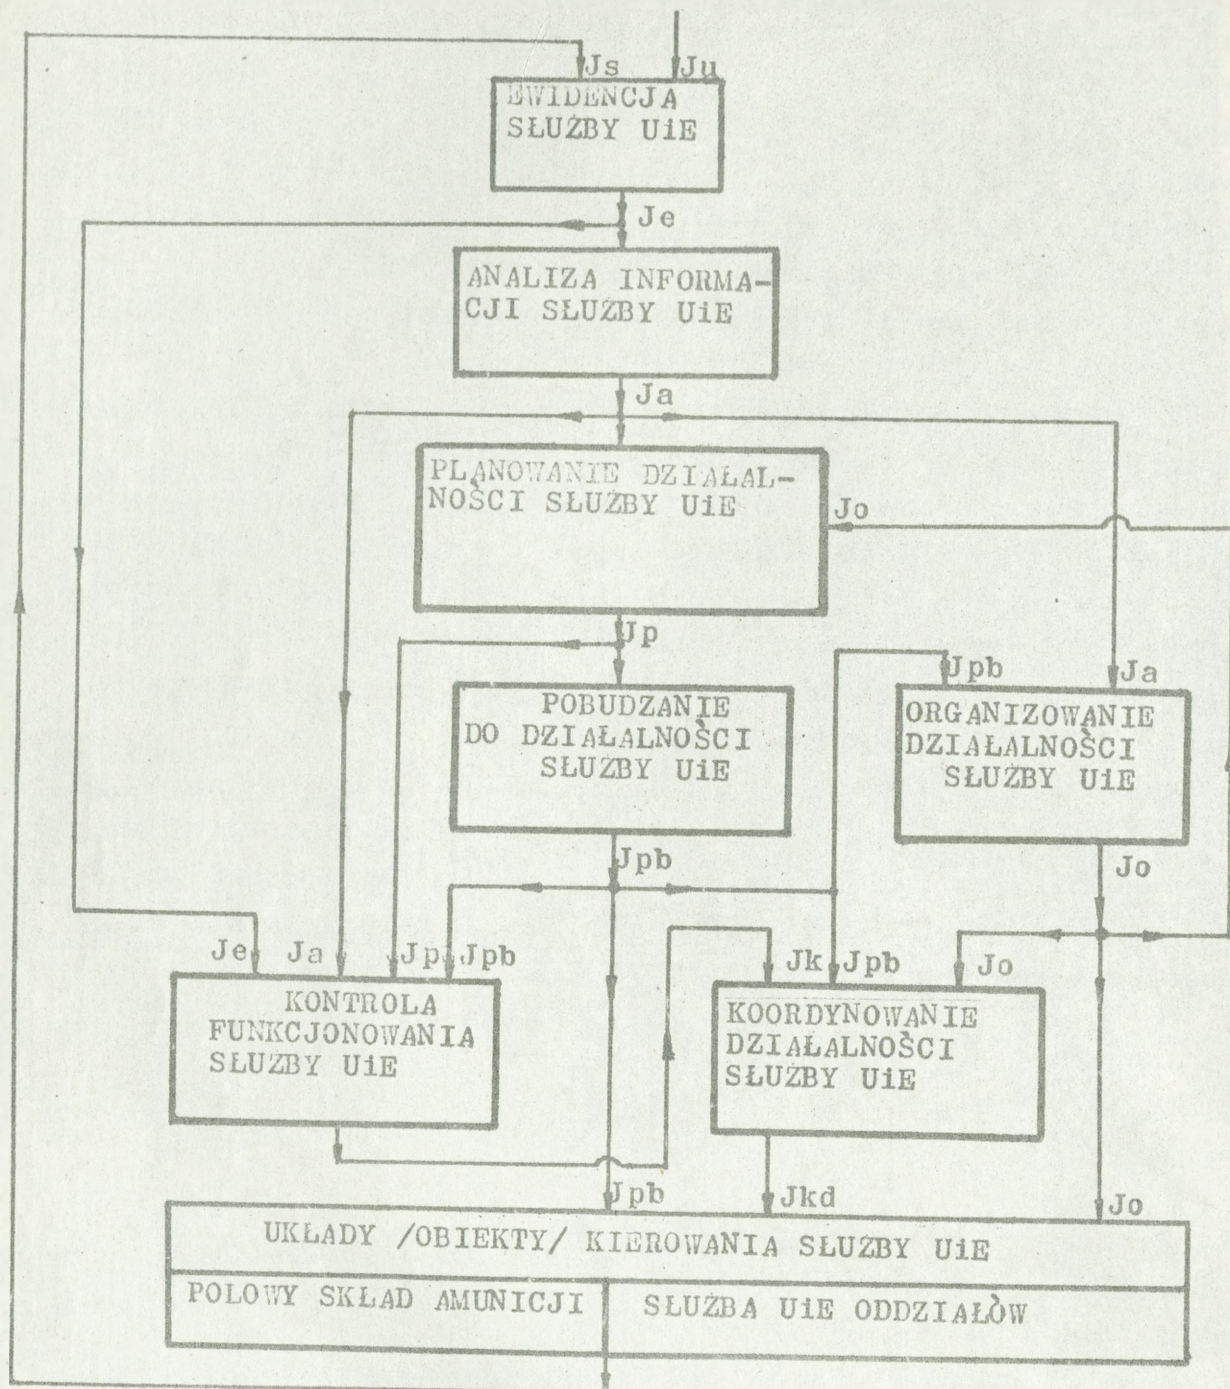 Js Ju
EWIDENCJA
SŁUŻBY UiE
Je
ANALIZA INFORMA-
CJI SŁUŻBY UiE
Ja
PLANOWANIE DZIAŁAL-
NOŚCI SŁUŻBY UiE
Jo
Jp
Jpb Ja
POBUDZANIE
DO DZIAŁALNOŚCI
SŁUŻBY UiE
ORGANIZOWANIE
DZIAŁALNOŚCI
SŁUŻBY UiE
Jpb
Jo
Je Ja Jp Jpb
Jk Jpb Jo
KONTROLA
FUNKCJONOWANIA
SŁUŻBY UiE
KOORDYNOWANIE
DZIAŁALNOŚCI
SŁUŻBY UiE
Jpb Jkd Jo
UKŁADY /OBIEKTY/ KIEROWANIA SŁUŻBY UiE
POLOWY SKŁAD AMUNICJI
SŁUŻBA UiE ODDZIAŁÓW